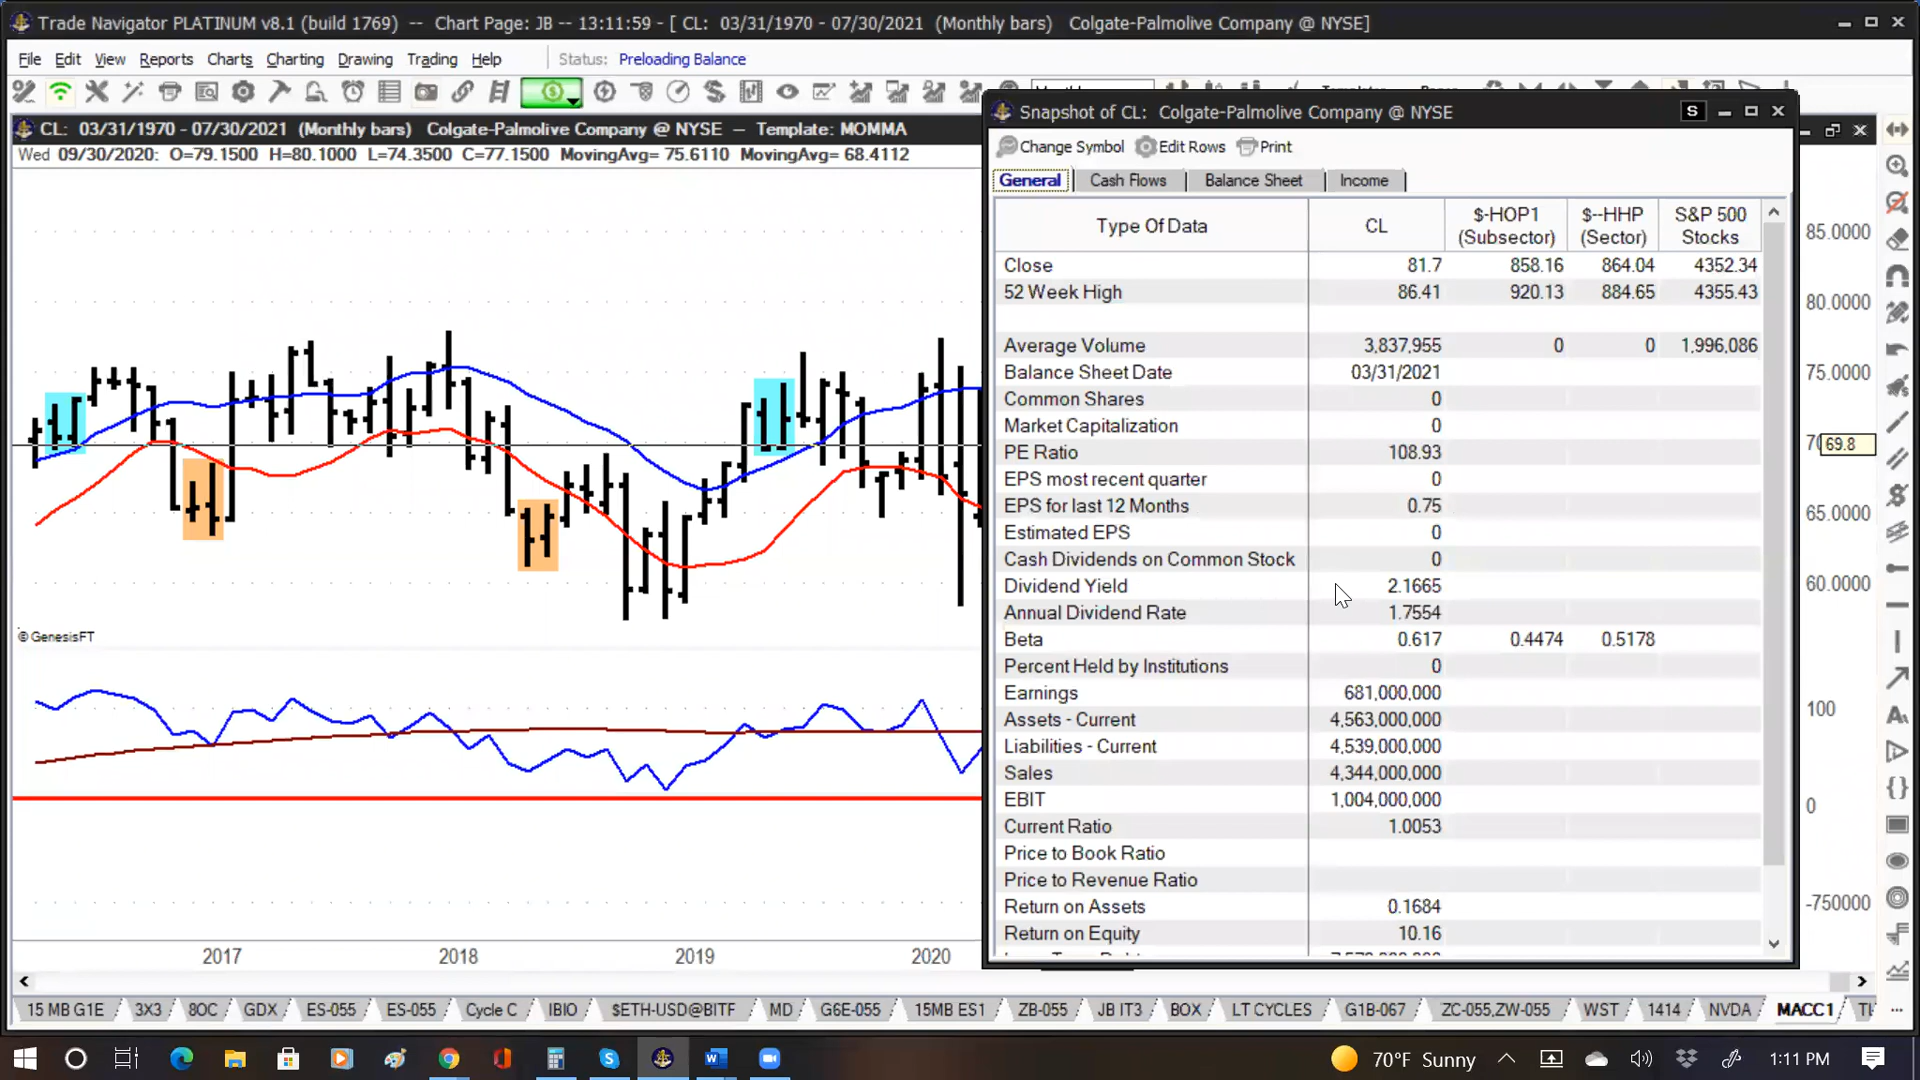 Trade Navigator PLATINUM v8.1 (build 1769) -- Chart Page: JB -- 13:11:59 - [ CL: 03/31/1970 - 07/30/2021 (Monthly bars) Colgate-Palmolive Company @ NYSE]
File Edit View Reports Charts Charting Drawing Trading Help Status: Preloading Balance
CL: 03/31/1970 - 07/30/2021 (Monthly bars) Colgate-Palmolive Company @ NYSE – Template: MOMMA
Wed 09/30/2020: O=79.1500 H=80.1000 L=74.3500 C=77.1500 MovingAvg= 75.6110 MovingAvg= 68.4112
Snapshot of CL: Colgate-Palmolive Company @ NYSE S
Change Symbol Edit Rows Print
General Cash Flows Balance Sheet Income
Type Of Data CL $-HOP1 (Subsector) $--HHP (Sector) S&P 500 Stocks
Close 81.7 858.16 864.04 4352.34
52 Week High 86.41 920.13 884.65 4355.43
Average Volume 3,837,955 0 0 1,996,086
Balance Sheet Date 03/31/2021
Common Shares 0
Market Capitalization 0
PE Ratio 108.93
EPS most recent quarter 0
EPS for last 12 Months 0.75
Estimated EPS 0
Cash Dividends on Common Stock 0
Dividend Yield 2.1665
Annual Dividend Rate 1.7554
Beta 0.617 0.4474 0.5178
Percent Held by Institutions 0
Earnings 681,000,000
Assets - Current 4,563,000,000
Liabilities - Current 4,539,000,000
Sales 4,344,000,000
EBIT 1,004,000,000
Current Ratio 1.0053
Price to Book Ratio
Price to Revenue Ratio
Return on Assets 0.1684
Return on Equity 10.16
85.0000
80.0000
75.0000
69.8
65.0000
60.0000
100
0
-750000
© GenesisFT
2017 2018 2019 2020
15 MB G1E 3X3 8OC GDX ES-055 ES-055 Cycle C IBIO $ETH-USD@BITF MD G6E-055 15MB ES1 ZB-055 JB IT3 BOX LT CYCLES G1B-067 ZC-055,ZW-055 WST 1414 NVDA MACC1
70°F Sunny 1:11 PM